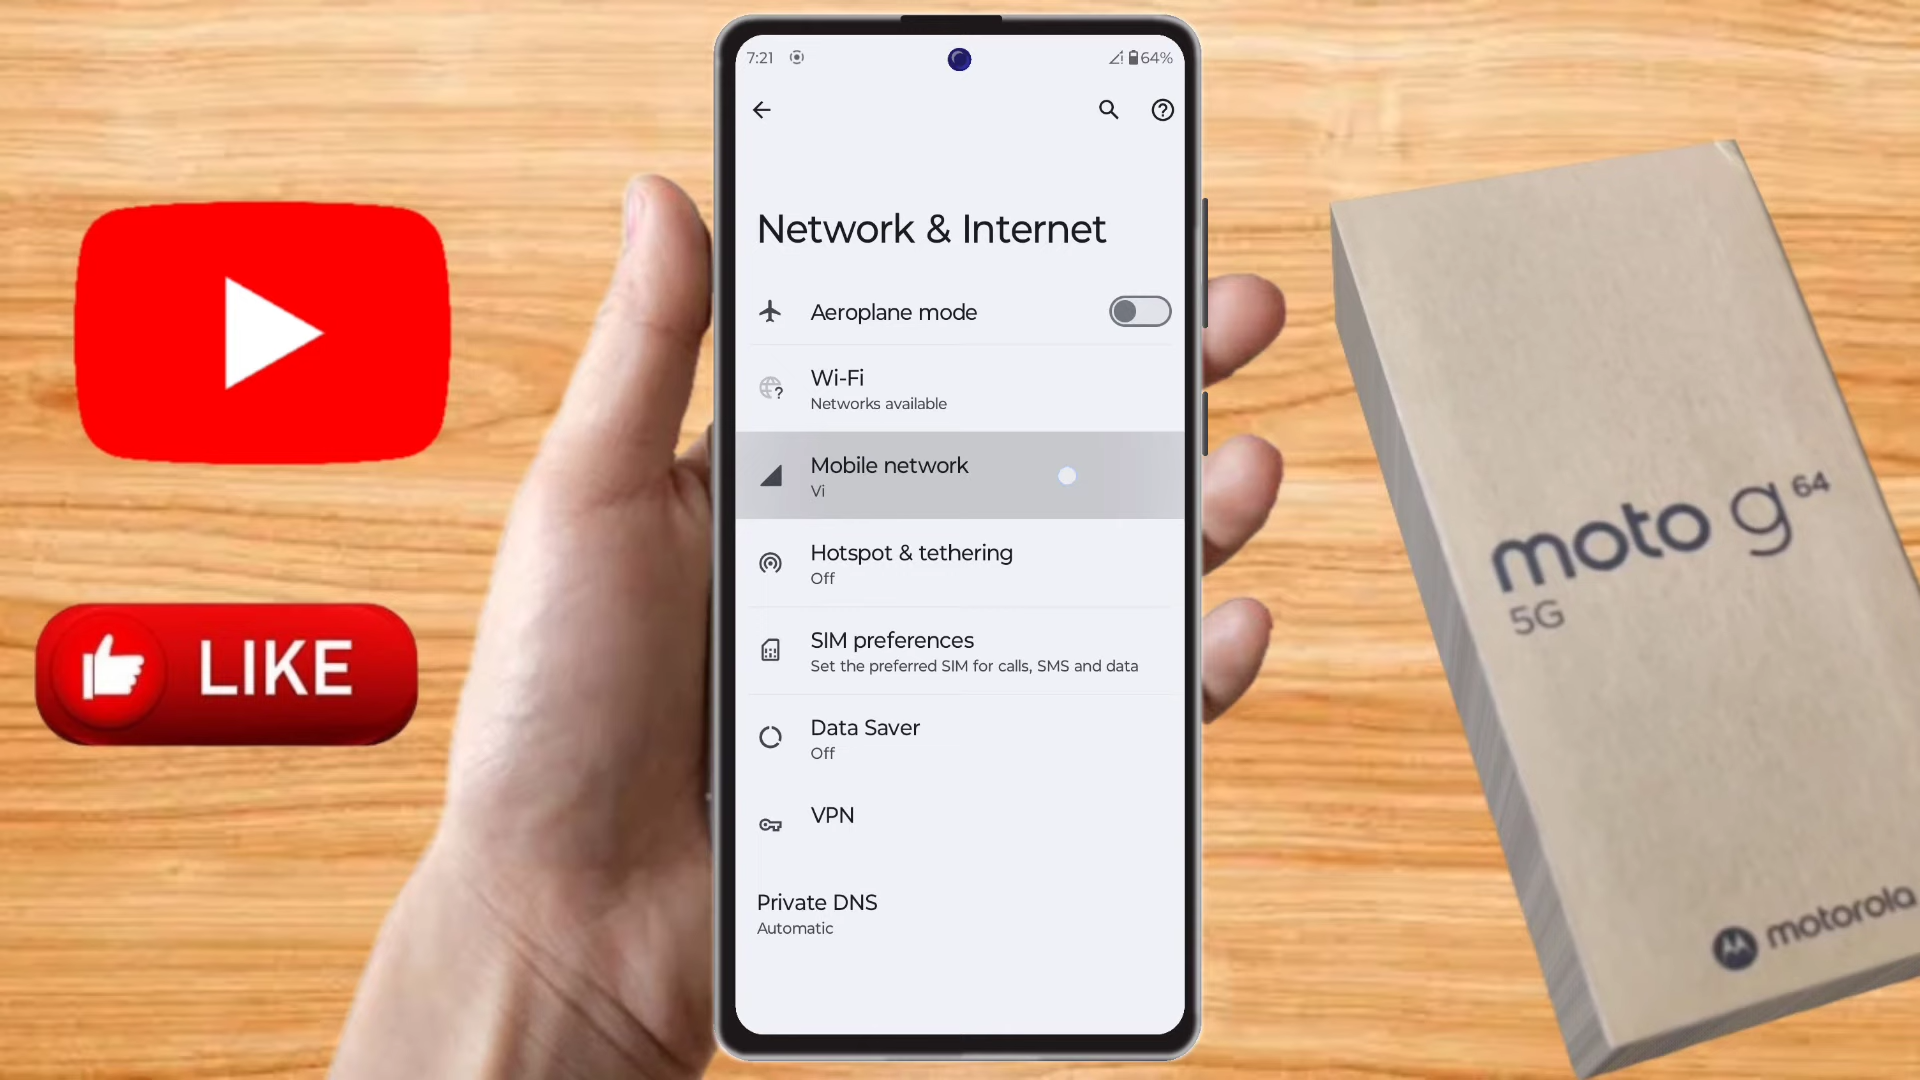 7:21
64%
Network & Internet
Aeroplane mode
Wi-Fi
Networks available
Mobile network
Vi
Hotspot & tethering
Off
SIM preferences
Set the preferred SIM for calls, SMS and data
Data Saver
Off
VPN
Private DNS
Automatic
LIKE
moto g 64
5G
motorola